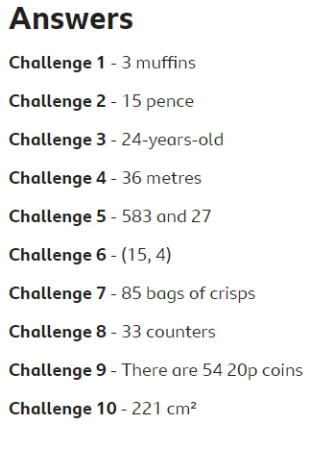 Answers
Challenge 1 - 3 muffins
Challenge 2 - 15 pence
Challenge 3 - 24-years-old
Challenge 4 - 36 metres
Challenge 5 - 583 and 27
Challenge 6 - (15, 4)
Challenge 7 - 85 bags of crisps
Challenge 8 - 33 counters
Challenge 9 - There are 54 20p coins
Challenge 10 - 221 cm²